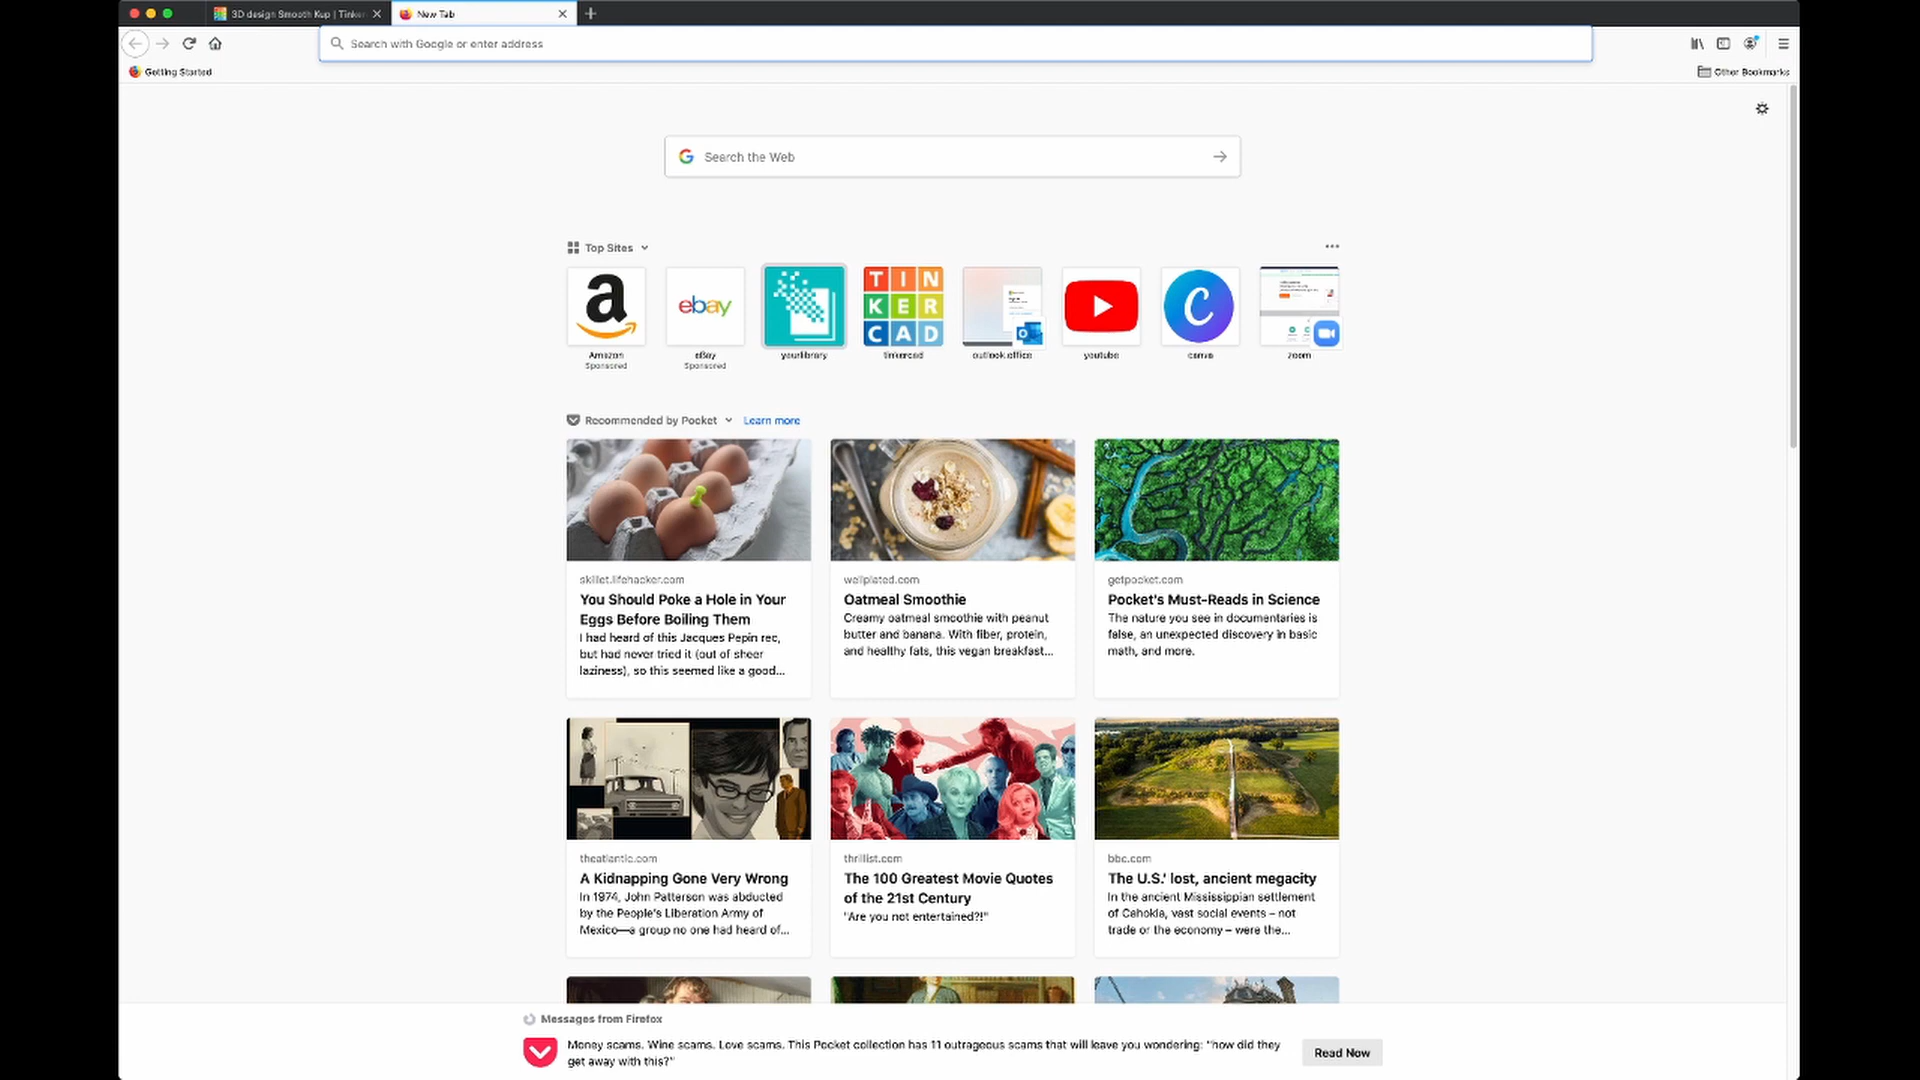 3D design Smooth Kup | Tinker
New Tab
Search with Google or enter address
Getting Started
Other Bookmarks
Search the Web
Top Sites
a
ebay
TIN
KER
CAD
C
Amazon
Sponsored
eBay
Sponsored
yourlibrary
tinkercad
outlook.office
youtube
canva
zoom
Recommended by Pocket
Learn more
skillet.lifehacker.com
You Should Poke a Hole in Your
Eggs Before Boiling Them
I had heard of this Jacques Pepin rec,
but had never tried it (out of sheer
laziness), so this seemed like a good...
wellplated.com
Oatmeal Smoothie
Creamy oatmeal smoothie with peanut
butter and banana. With fiber, protein,
and healthy fats, this vegan breakfast...
getpocket.com
Pocket's Must-Reads in Science
The nature you see in documentaries is
false, an unexpected discovery in basic
math, and more.
theatlantic.com
A Kidnapping Gone Very Wrong
In 1974, John Patterson was abducted
by the People's Liberation Army of
Mexico—a group no one had heard of...
thrillist.com
The 100 Greatest Movie Quotes
of the 21st Century
"Are you not entertained?!"
bbc.com
The U.S.' lost, ancient megacity
In the ancient Mississippian settlement
of Cahokia, vast social events – not
trade or the economy – were the...
Messages from Firefox
Money scams. Wine scams. Love scams. This Pocket collection has 11 outrageous scams that will leave you wondering: "how did they
get away with this?"
Read Now